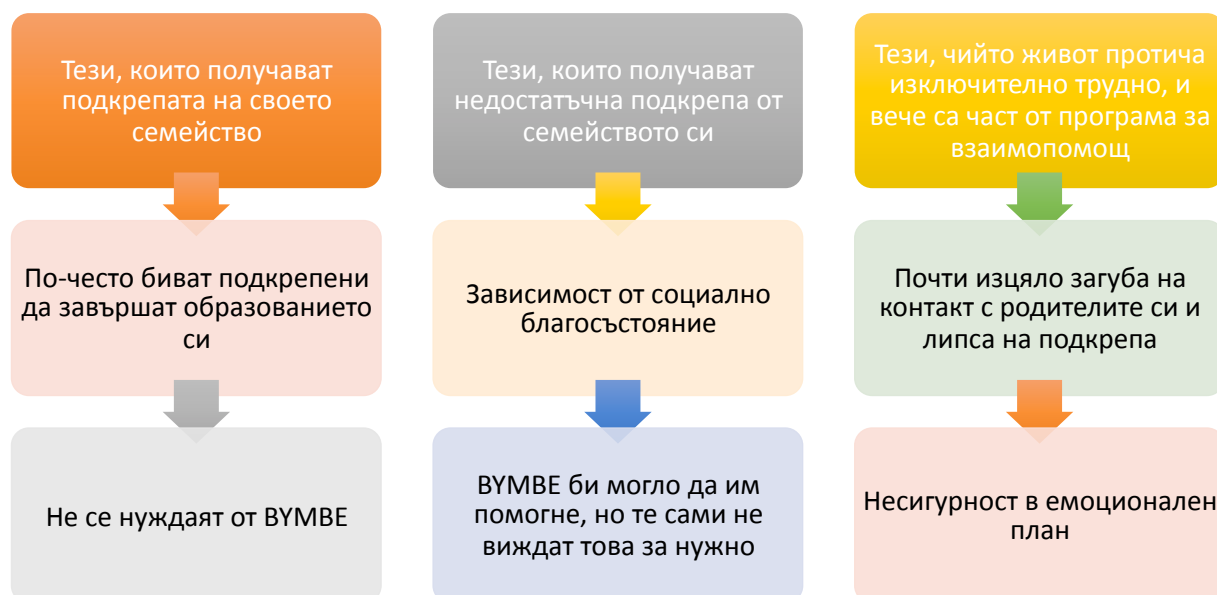 Тези, които получават
подкрепата на своето
семейство
По-често биват подкрепени
да завършат образованието
си
Не се нуждаят от BYMBE
Тези, които получават
недостатъчна подкрепа от
семейството си
Зависимост от социално
благосъстояние
BYMBE би могло да им
помогне, но те сами не
виждат това за нужно
Тези, чийто живот протича
изключително трудно, и
вече са част от програма за
взаимопомощ
Почти изцяло загуба на
контакт с родителите си и
липса на подкрепа
Несигурност в емоционален
план